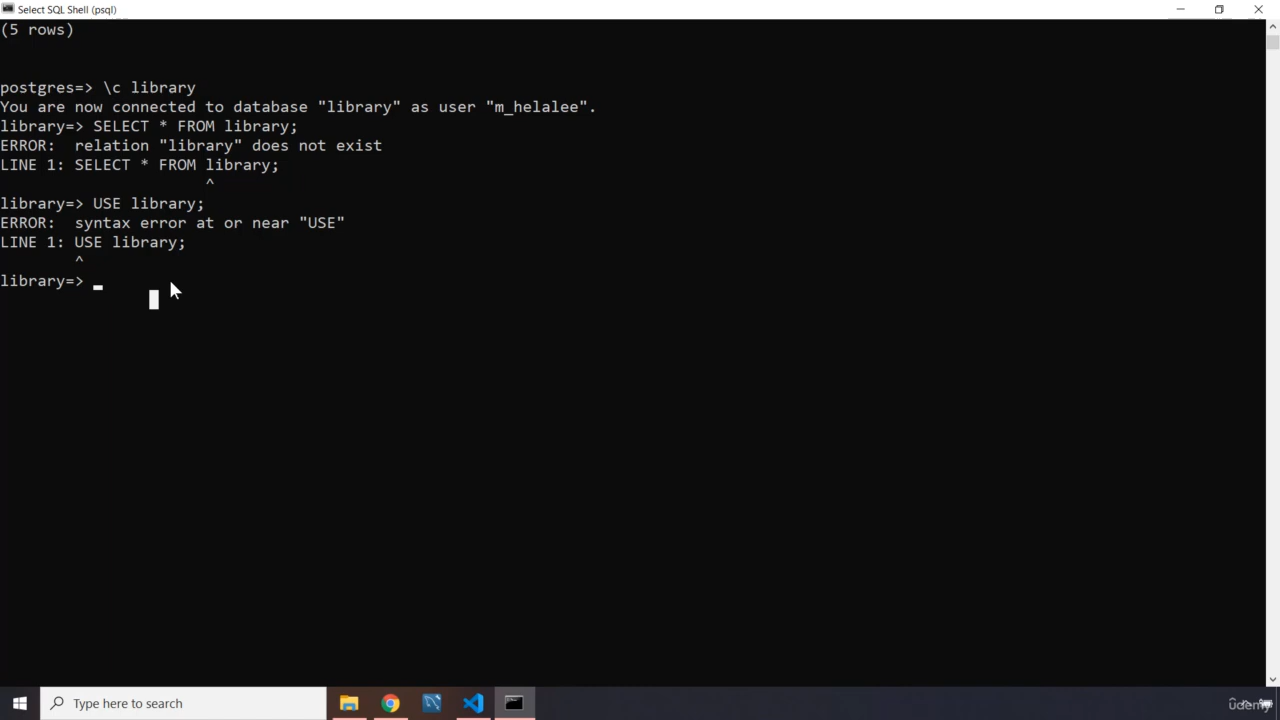 Select SQL Shell (psql)
(5 rows)
postgres=> \c library
You are now connected to database "library" as user "m_helalee".
library=> SELECT * FROM library;
ERROR:  relation "library" does not exist
LINE 1: SELECT * FROM library;
^
library=> USE library;
ERROR:  syntax error at or near "USE"
LINE 1: USE library;
^
library=>
Type here to search
udemy